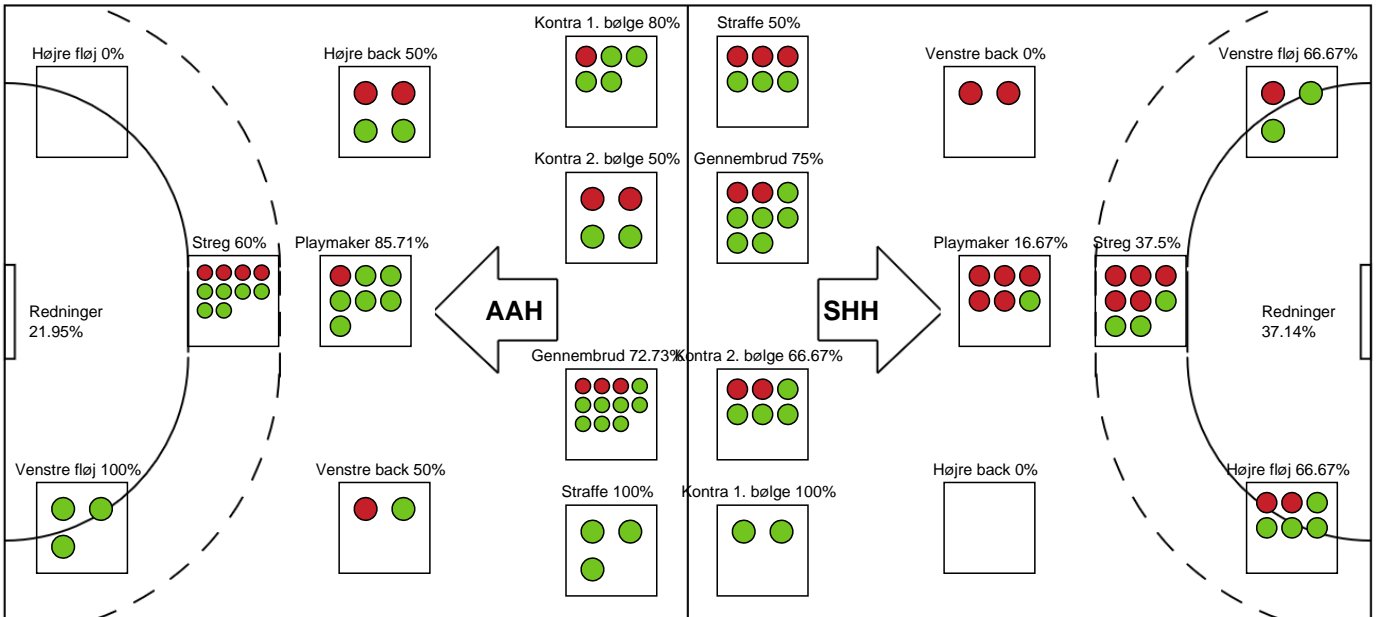 Kontra 1. bølge 80%
Straffe 50%
Højre fløj 0%
Højre back 50%
Venstre back 0%
Venstre fløj 66.67%
Kontra 2. bølge 50%
Gennembrud 75%
Streg 60%
Playmaker 85.71%
Playmaker 16.67%
Streg 37.5%
Redninger
21.95%
AAH
SHH
Redninger
37.14%
Gennembrud 72.73%
Kontra 2. bølge 66.67%
Venstre fløj 100%
Venstre back 50%
Højre back 0%
Højre fløj 66.67%
Straffe 100%
Kontra 1. bølge 100%